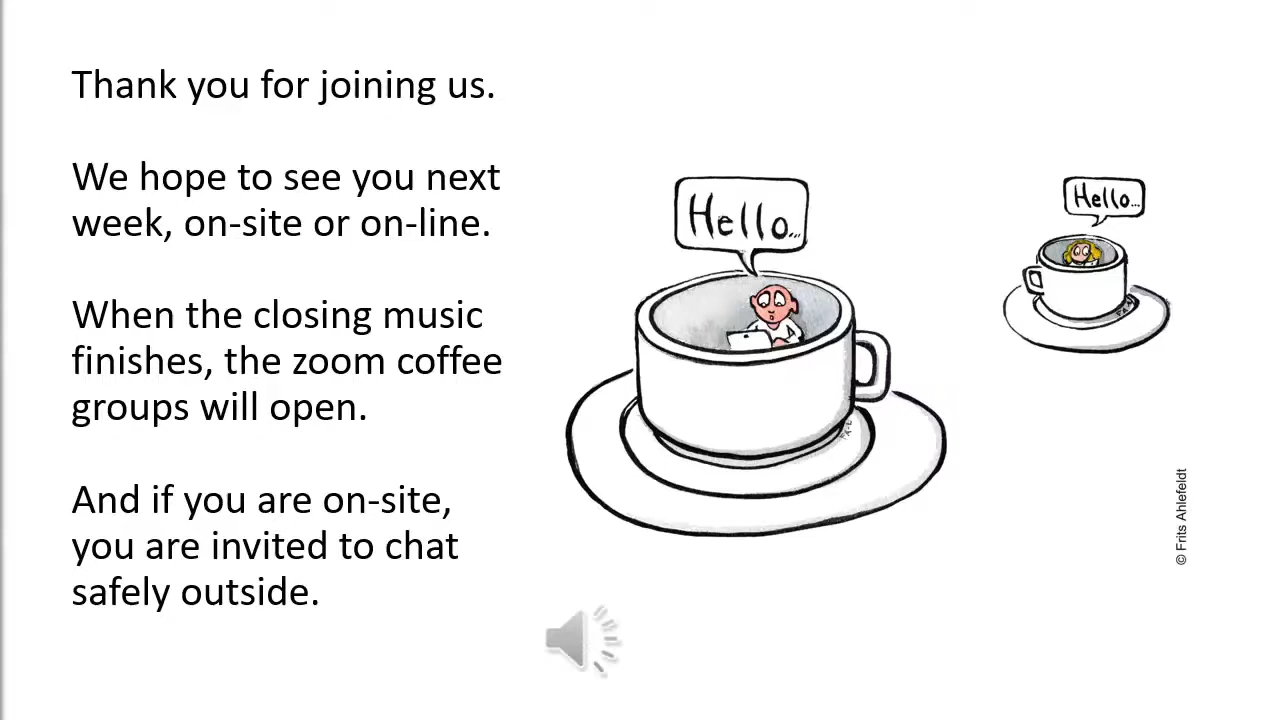 Thank you for joining us.
We hope to see you next
week, on-site or on-line.
When the closing music
finishes, the zoom coffee
groups will open.
And if you are on-site,
you are invited to chat
safely outside.
Hello...
Hello...
© Frits Ahlefeldt